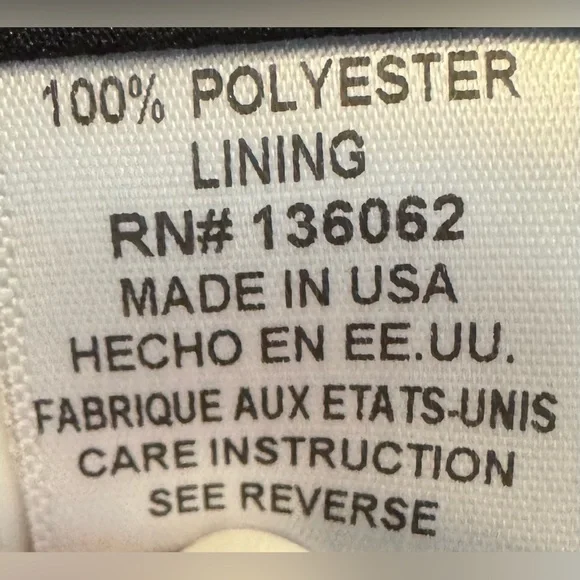 100% POLYESTER
LINING
RN# 136062
MADE IN USA
HECHO EN EE.UU.
FABRIQUE AUX ETATS-UNIS
CARE INSTRUCTION
SEE REVERSE